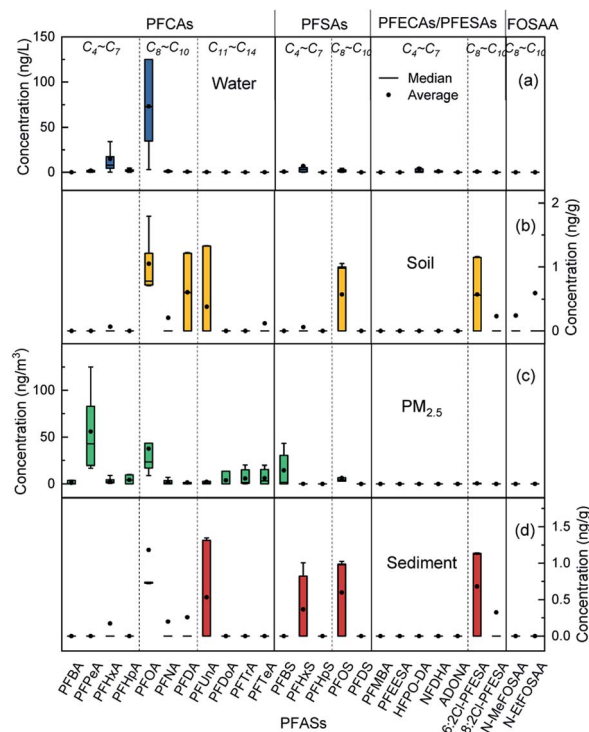 PFCAs PFSAs PFECAs/PFESAs FOSAA
C4~C7 C8~C10 C11~C14 C4~C7 C8~C10 C4~C7 C8~C10 C8~C10
Concentration (ng/L)
150
100
50
0
Water
Median
Average
(a)
(b)
Soil
2
1
0
Concentration (ng/g)
Concentration (ng/m3)
100
50
0
(c)
PM2.5
(d)
Sediment
1.5
1.0
0.5
0.0
Concentration (ng/g)
PFBA
PFPeA
PFHxA
PFHpA
PFOA
PFNA
PFDA
PFUnA
PFDoA
PFTrA
PFTeA
PFBS
PFHxS
PFHpS
PFOS
PFDS
PFMBA
PFEESA
HFPO-DA
NFDHA
ADONA
6:2Cl-PFESA
8:2Cl-PFESA
N-MeFOSAA
N-EtFOSAA
PFASs